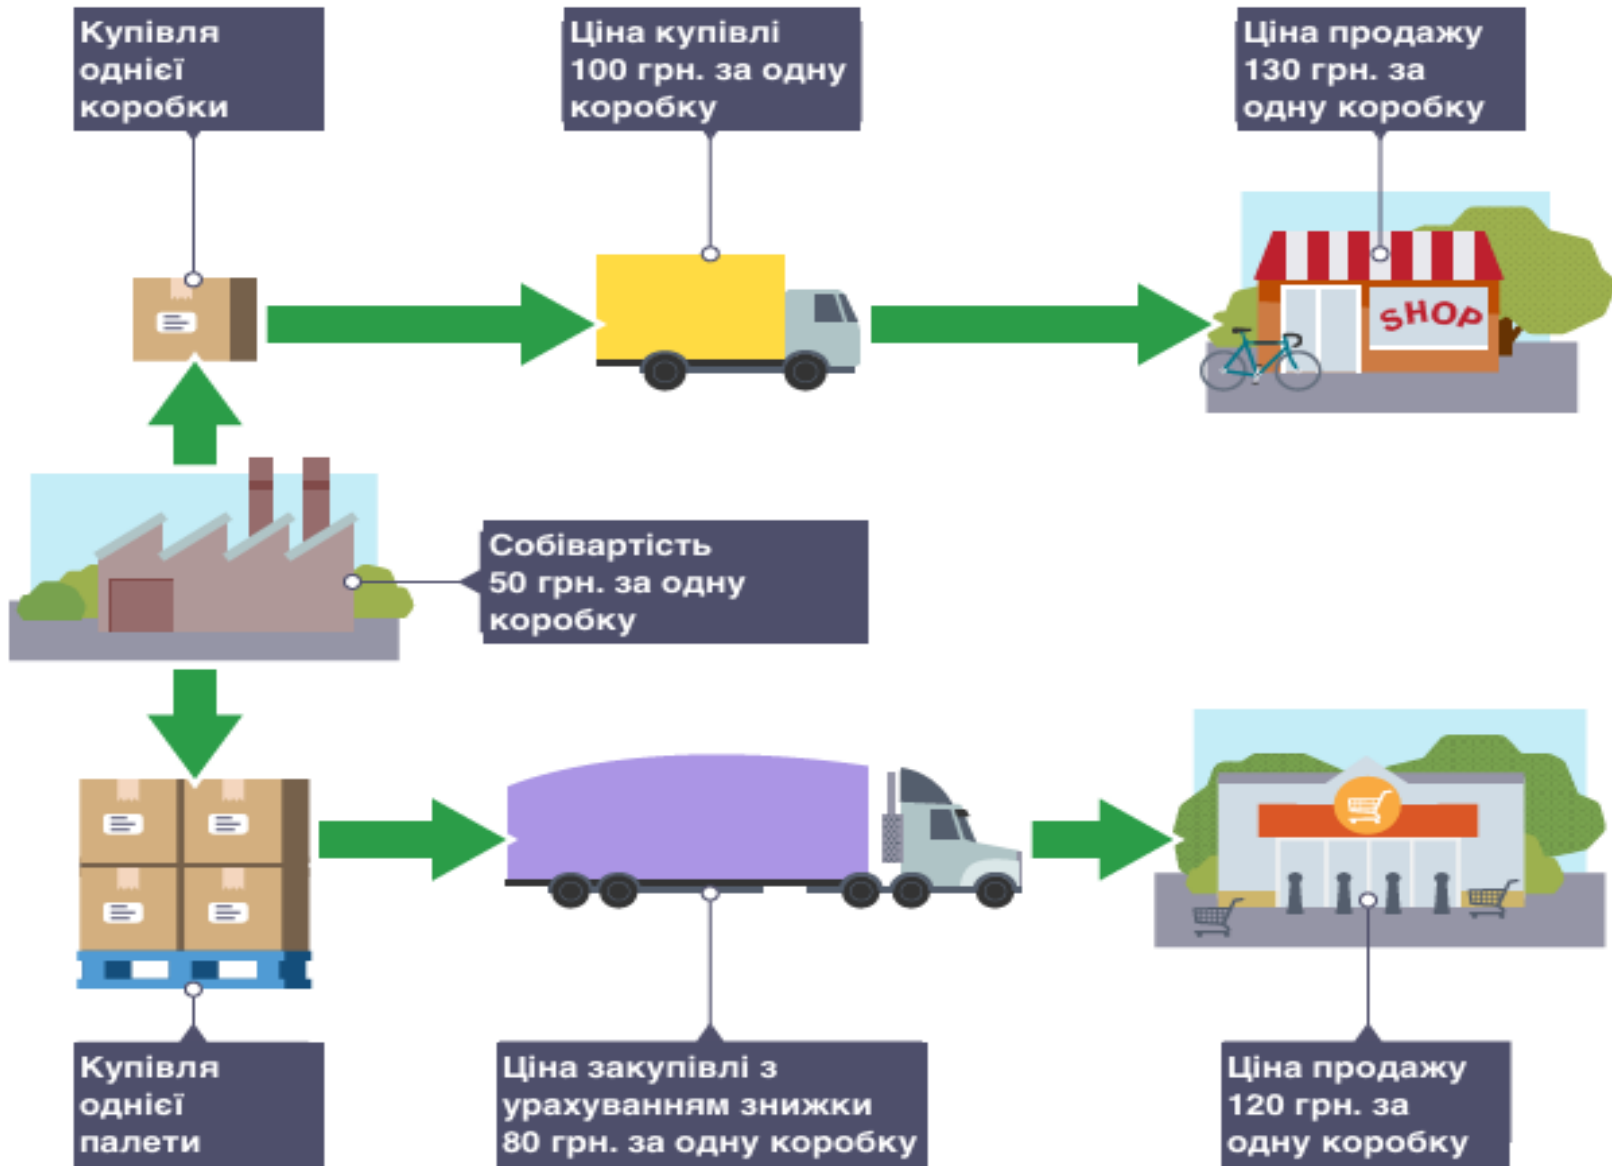 Купівля
однієї
коробки
Ціна купівлі
100 грн. за одну
коробку
Ціна продажу
130 грн. за
одну коробку
SHOP
Собівартість
50 грн. за одну
коробку
Купівля
однієї
палети
Ціна закупівлі з
урахуванням знижки
80 грн. за одну коробку
Ціна продажу
120 грн. за
одну коробку